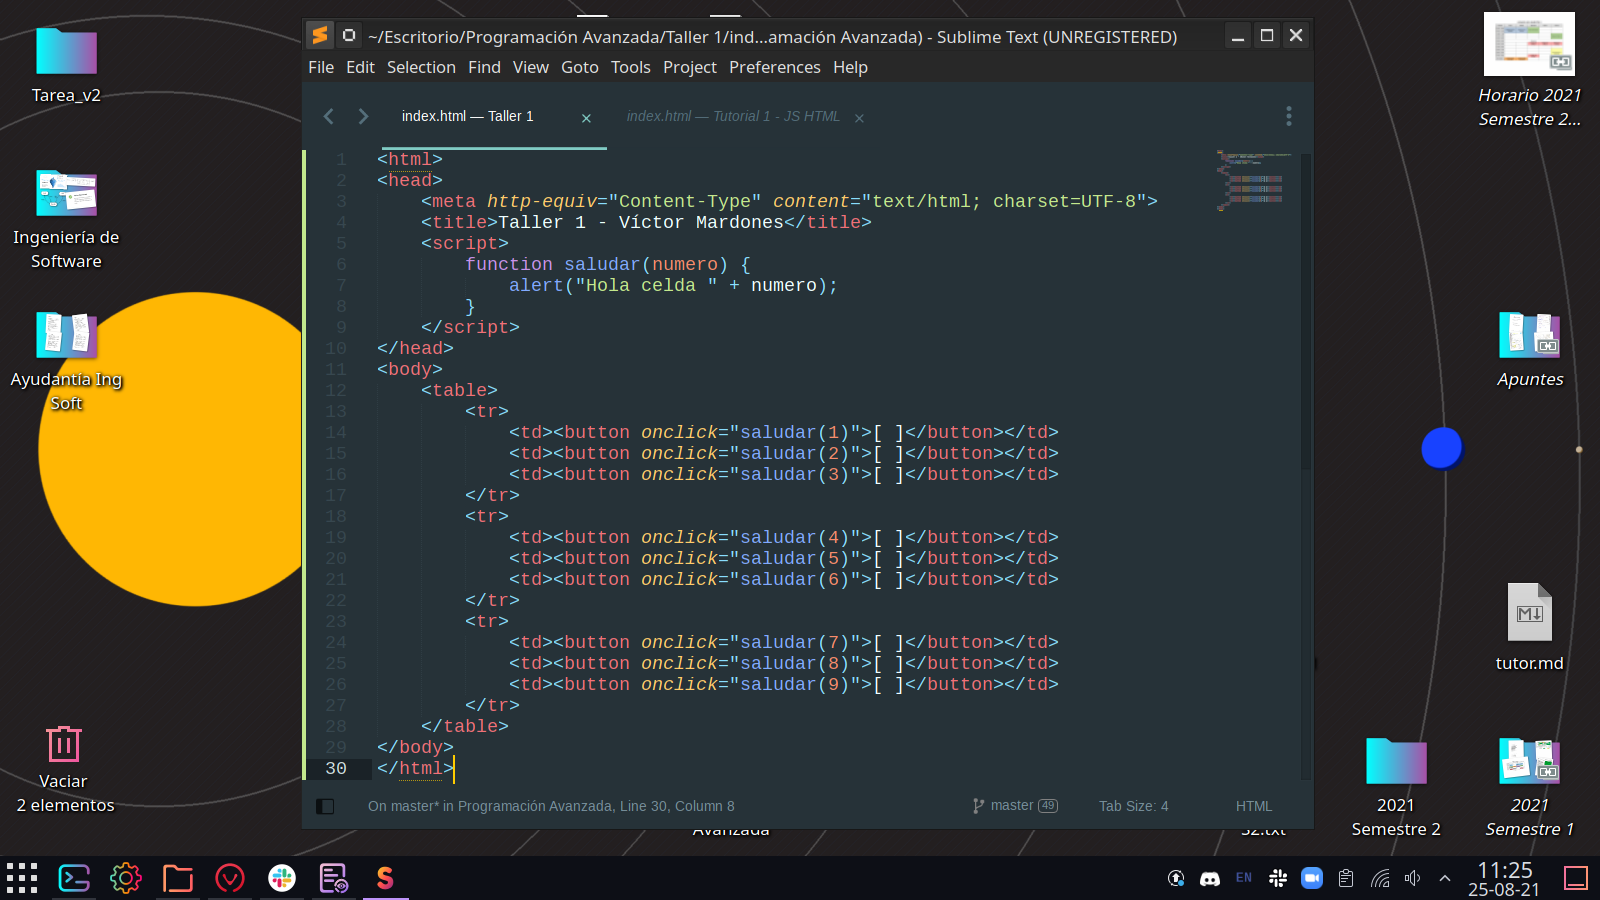 Tarea_v2
Ingeniería de
Software
Ayudantía Ing
Soft
Vaciar
2 elementos
~/Escritorio/Programación Avanzada/Taller 1/ind...amación Avanzada) - Sublime Text (UNREGISTERED)
File Edit Selection Find View Goto Tools Project Preferences Help
index.html — Taller 1
index.html — Tutorial 1 - JS HTML
1 <html>
2 <head>
3 <meta http-equiv="Content-Type" content="text/html; charset=UTF-8">
4 <title>Taller 1 - Víctor Mardones</title>
5 <script>
6 function saludar(numero) {
7 alert("Hola celda " + numero);
8 }
9 </script>
10 </head>
11 <body>
12 <table>
13 <tr>
14 <td><button onclick="saludar(1)">[ ]</button></td>
15 <td><button onclick="saludar(2)">[ ]</button></td>
16 <td><button onclick="saludar(3)">[ ]</button></td>
17 </tr>
18 <tr>
19 <td><button onclick="saludar(4)">[ ]</button></td>
20 <td><button onclick="saludar(5)">[ ]</button></td>
21 <td><button onclick="saludar(6)">[ ]</button></td>
22 </tr>
23 <tr>
24 <td><button onclick="saludar(7)">[ ]</button></td>
25 <td><button onclick="saludar(8)">[ ]</button></td>
26 <td><button onclick="saludar(9)">[ ]</button></td>
27 </tr>
28 </table>
29 </body>
30 </html>
On master* in Programación Avanzada, Line 30, Column 8
master 49
Tab Size: 4
HTML
Avanzada
S2.txt
Horario 2021
Semestre 2...
Apuntes
tutor.md
2021
Semestre 2
2021
Semestre 1
EN
11:25
25-08-21